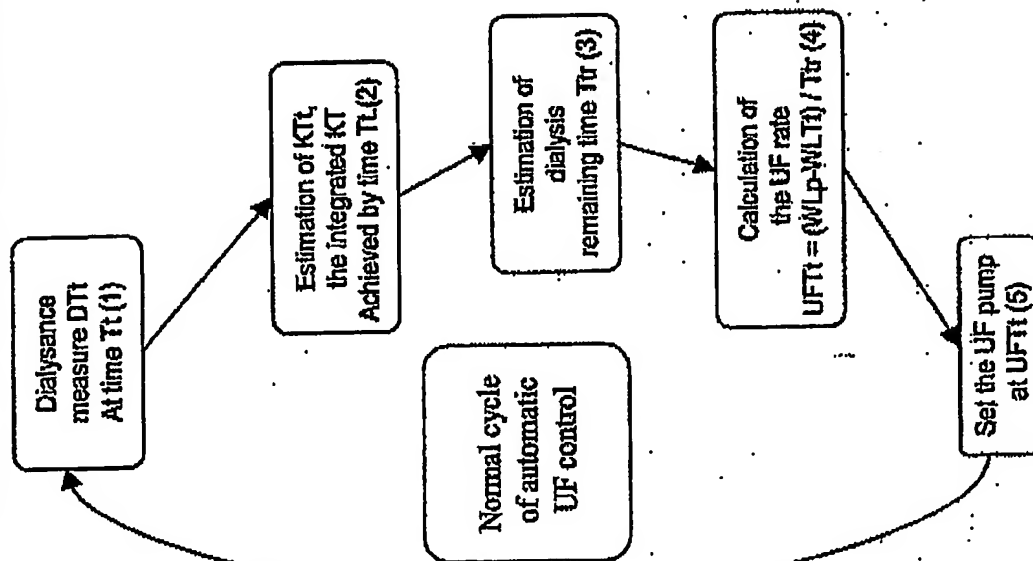 Dialysance
measure DTt
At time Tt (1)
Estimation of KTt,
the integrated KT
Achieved by time Tt.(2)
Estimation of
dialysis
remaining time Ttr (3)
Calculation of
the UF rate
UFTt = (WLp-WLTt) / Ttr (4)
Set the UF pump
at UFTt (5)
Normal cycle
of automatic
UF control